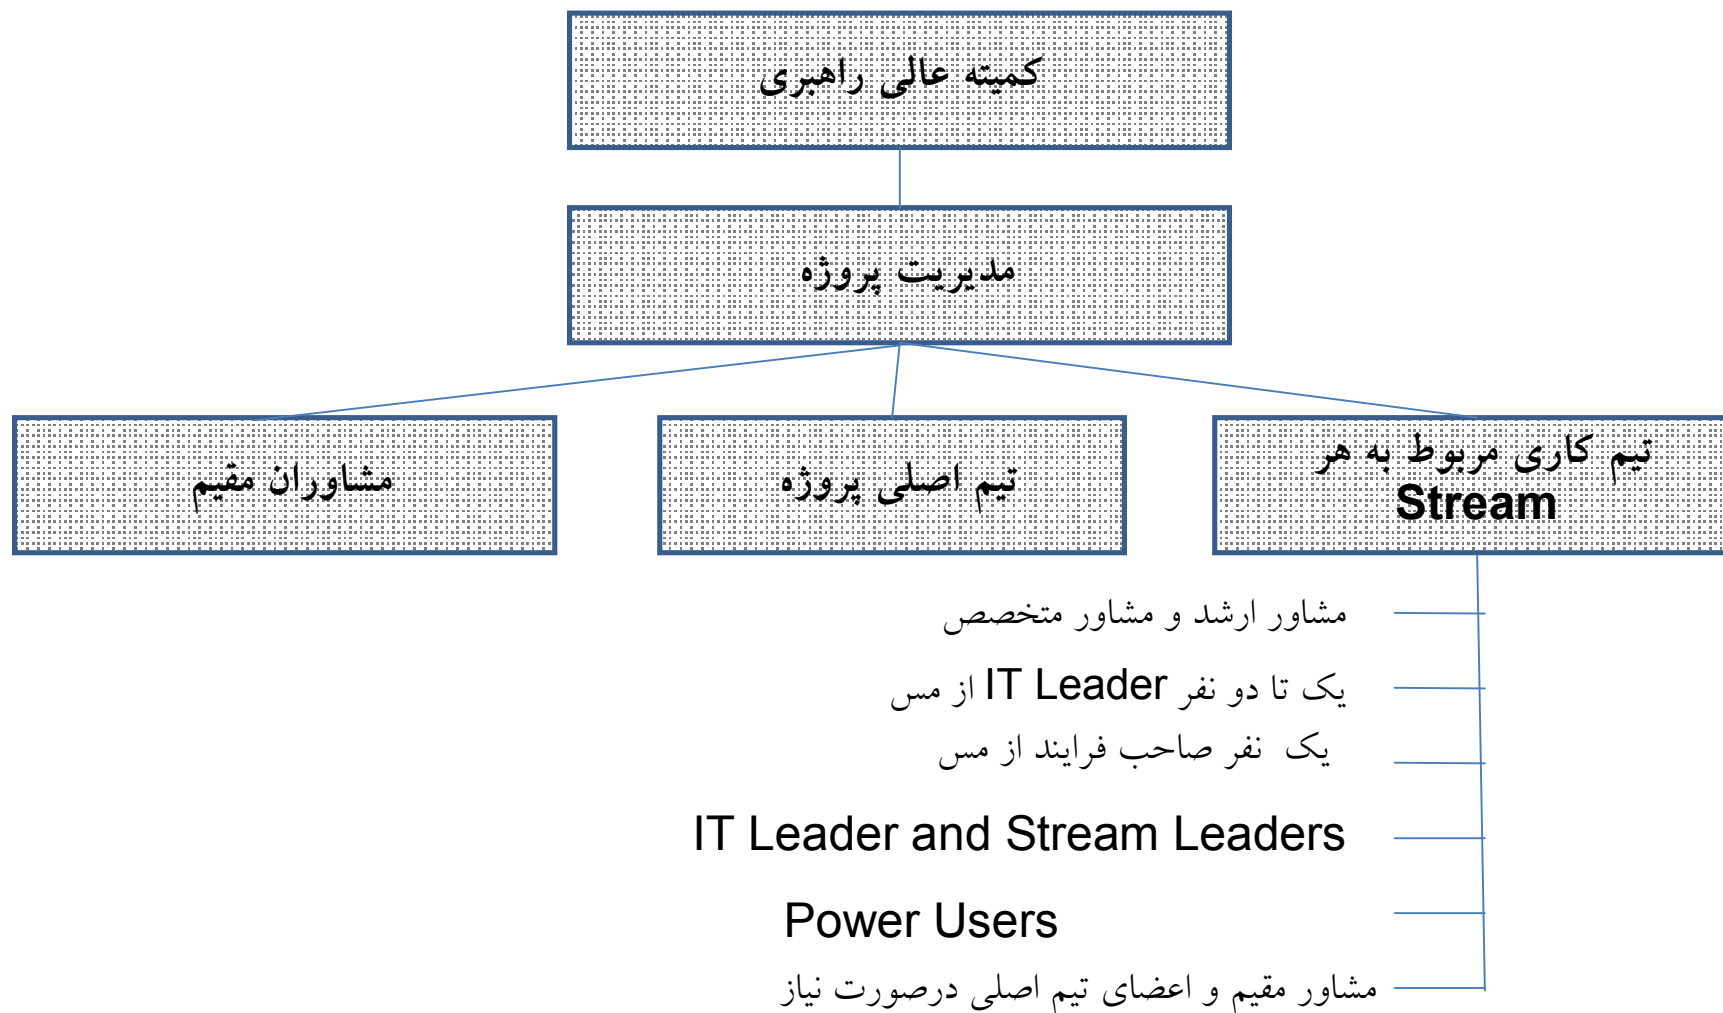 کمیته عالی راهبری
مدیریت پروژه
تیم کاری مربوط به هر
Stream
تیم اصلی پروژه
مشاوران مقیم
مشاور ارشد و مشاور متخصص
یک تا دو نفر IT Leader از مس
یک نفر صاحب فرایند از مس
IT Leader and Stream Leaders
Power Users
مشاور مقیم و اعضای تیم اصلی درصورت نیاز